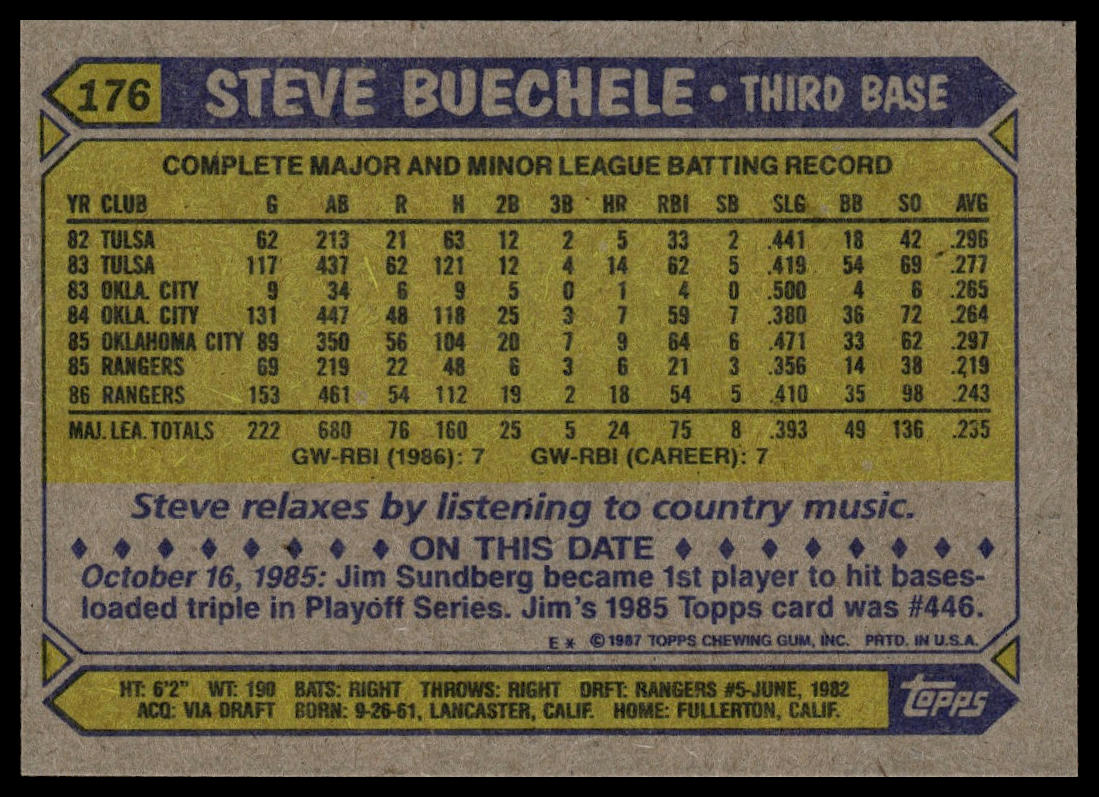 176 STEVE BUECHELE • THIRD BASE
COMPLETE MAJOR AND MINOR LEAGUE BATTING RECORD
YR CLUB G AB R H 2B 3B HR RBI SB SLG BB SO AVG
82 TULSA 62 213 21 63 12 2 5 33 2 .441 18 42 .296
83 TULSA 117 437 62 121 12 4 14 62 5 .419 54 69 .277
83 OKLA. CITY 9 34 6 9 5 0 1 4 0 .500 4 6 .265
84 OKLA. CITY 131 447 48 118 25 3 7 59 7 .380 36 72 .264
85 OKLAHOMA CITY 89 350 56 104 20 7 9 64 6 .471 33 62 .297
85 RANGERS 69 219 22 48 6 3 6 21 3 .356 14 38 .219
86 RANGERS 153 461 54 112 19 2 18 54 5 .410 35 98 .243
MAJ. LEA. TOTALS 222 680 76 160 25 5 24 75 8 .393 49 136 .235
GW-RBI (1986): 7 GW-RBI (CAREER): 7
Steve relaxes by listening to country music.
ON THIS DATE
October 16, 1985: Jim Sundberg became 1st player to hit bases-
loaded triple in Playoff Series. Jim's 1985 Topps card was #446.
E * ©1987 TOPPS CHEWING GUM, INC. PRTD. IN U.S.A.
HT: 6'2" WT: 190 BATS: RIGHT THROWS: RIGHT DRFT: RANGERS #5-JUNE, 1982
ACQ: VIA DRAFT BORN: 9-26-61, LANCASTER, CALIF. HOME: FULLERTON, CALIF.
topps